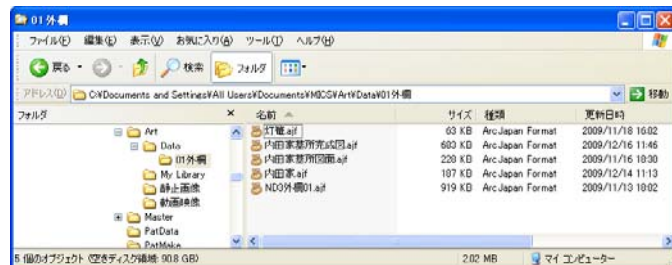 01外柵
ファイル(F) 編集(E) 表示(V) お気に入り(A) ツール(T) ヘルプ(H)
戻る 検索 フォルダ
アドレス(D) C:¥Documents and Settings¥All Users¥Documents¥MICS¥Art¥Data¥01外柵 移動
フォルダ × 名前 サイズ 種類 更新日時
Art 灯篭.ajf 63 KB ArcJapan Format 2009/11/18 16:02
Data 内田家墓所完成図.ajf 683 KB ArcJapan Format 2009/12/16 11:46
01外柵 内田家墓所図面.ajf 228 KB ArcJapan Format 2009/11/16 18:30
My Library 内田家.ajf 187 KB ArcJapan Format 2009/12/14 11:13
静止画像 ND3外柵01.ajf 919 KB ArcJapan Format 2009/11/13 18:02
動画映像
Master
PatData
PatMake
5 個のオブジェクト (空きディスク領域: 90.8 GB) 2.02 MB マイ コンピューター